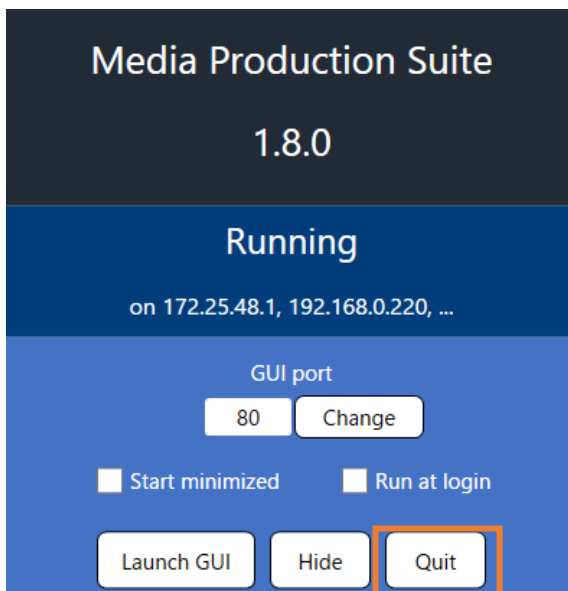 Media Production Suite
1.8.0
Running
on 172.25.48.1, 192.168.0.220, ...
GUI port
80 Change
Start minimized Run at login
Launch GUI Hide Quit